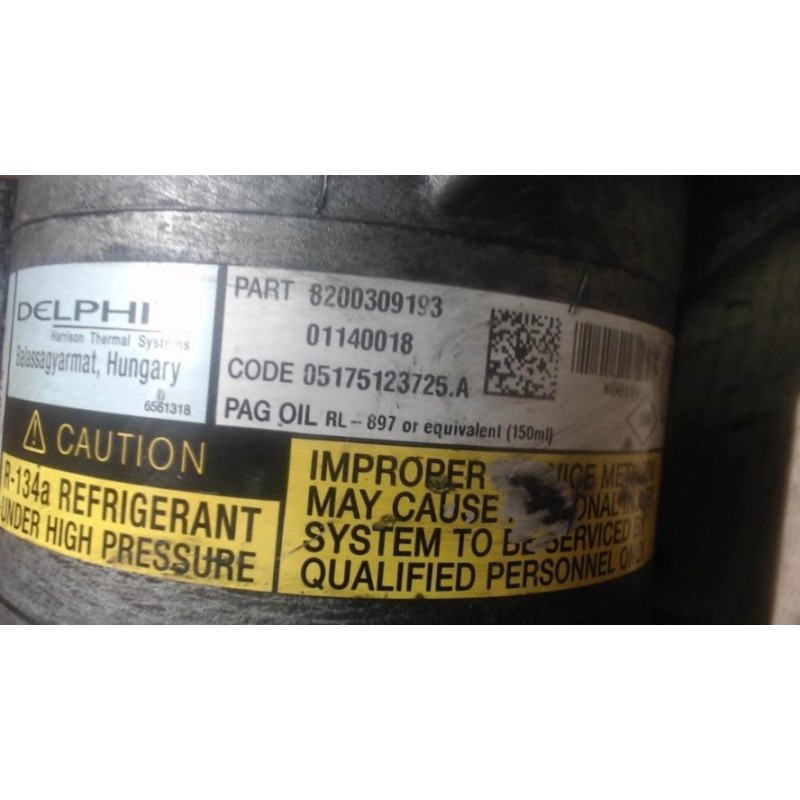 DELPHI
Harrison Thermal Systems
Balassagyarmat, Hungary
6561318
PART 8200309193
01140018
CODE 05175123725.A
PAG OIL RL-897 or equivalent (150ml)
CAUTION
R-134a REFRIGERANT
UNDER HIGH PRESSURE
IMPROPER
MAY CAUSE
SYSTEM TO BE SERVICED
QUALIFIED PERSONNEL